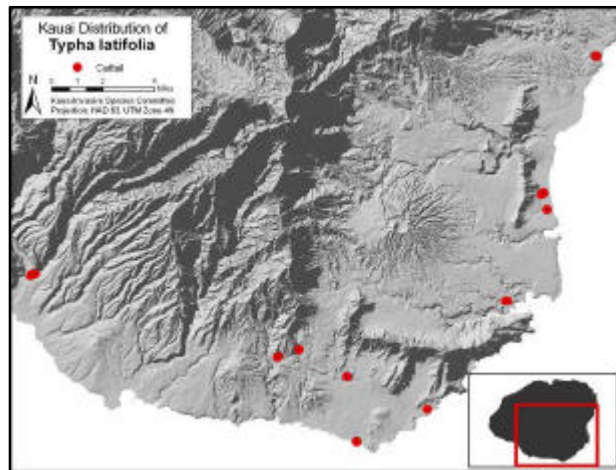 Kauai Distribution of
Typha latifolia
Cattail
N
0 1 2 4
Miles
Kauai Invasive Species Committee
Projection: NAD 83, UTM Zone